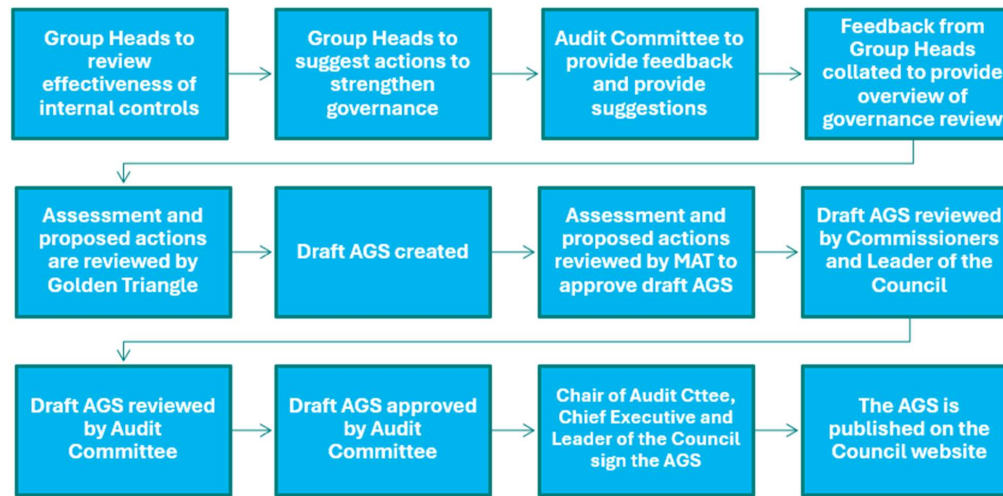 Group Heads to
review
effectiveness of
internal controls
Group Heads to
suggest actions to
strengthen
governance
Audit Committee to
provide feedback
and provide
suggestions
Feedback from
Group Heads
collated to provide
overview of
governance review
Assessment and
proposed actions
are reviewed by
Golden Triangle
Draft AGS created
Assessment and
proposed actions
reviewed by MAT to
approve draft AGS
Draft AGS reviewed
by Commissioners
and Leader of the
Council
Draft AGS reviewed
by Audit
Committee
Draft AGS approved
by Audit
Committee
Chair of Audit Cttee,
Chief Executive and
Leader of the Council
sign the AGS
The AGS is
published on the
Council website